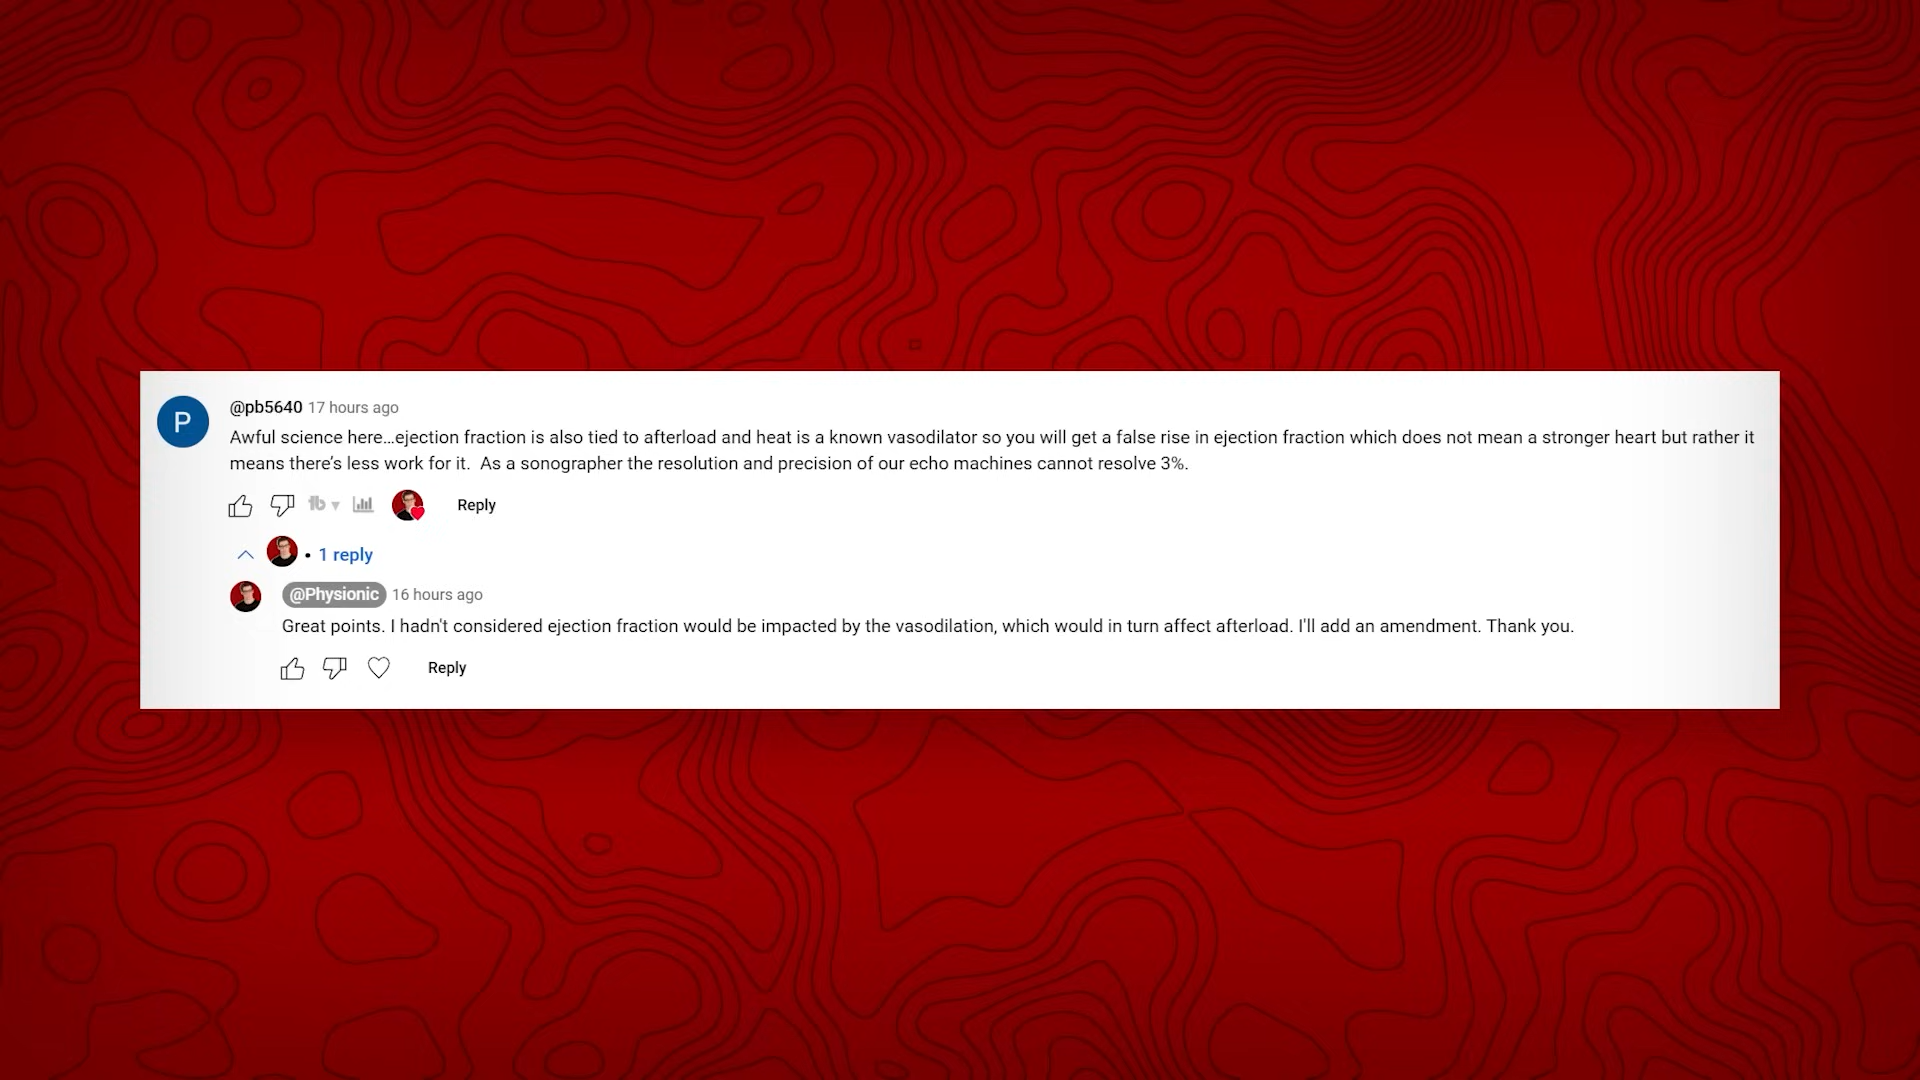 P
@pb5640 17 hours ago
Awful science here…ejection fraction is also tied to afterload and heat is a known vasodilator so you will get a false rise in ejection fraction which does not mean a stronger heart but rather it
means there’s less work for it.  As a sonographer the resolution and precision of our echo machines cannot resolve 3%.
Reply
• 1 reply
@Physionic 16 hours ago
Great points. I hadn't considered ejection fraction would be impacted by the vasodilation, which would in turn affect afterload. I'll add an amendment. Thank you.
Reply